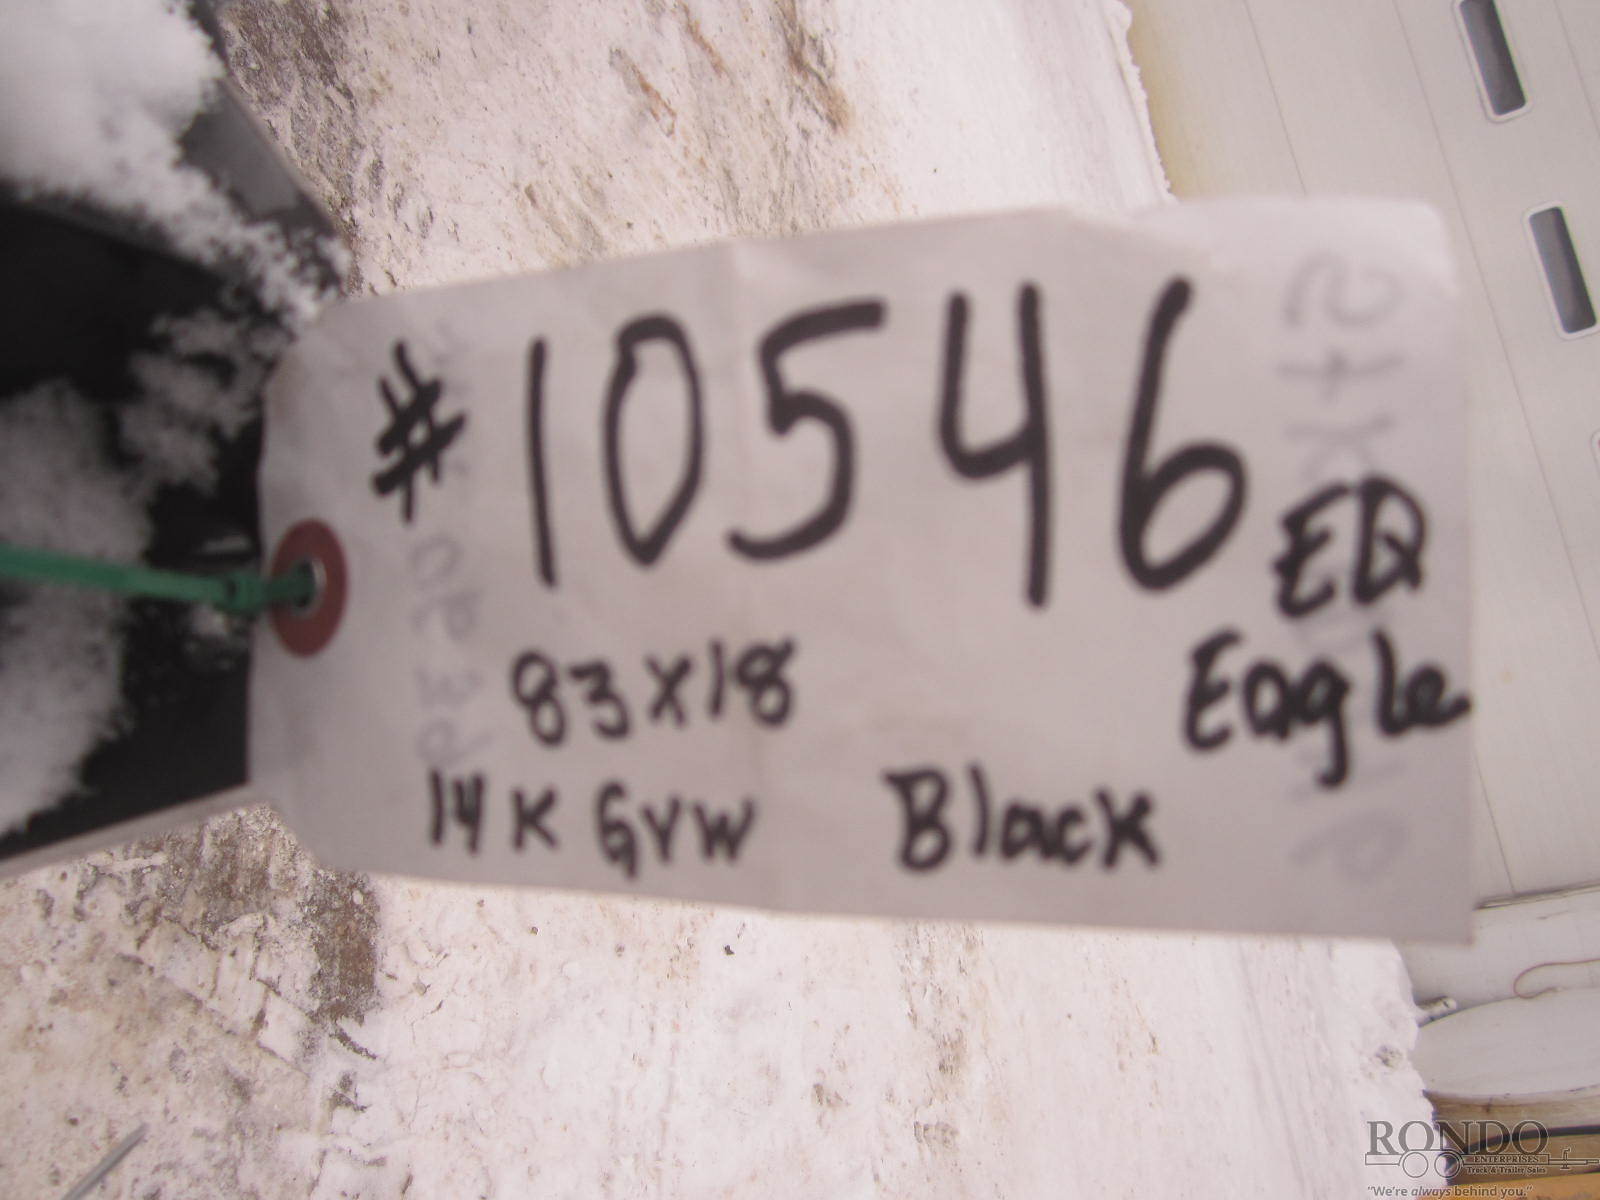 #10546
EQ
83x18
Eagle
14K GVW Black
RONDO
ENTERPRISES
Truck & Trailer Sales
"We're always behind you."